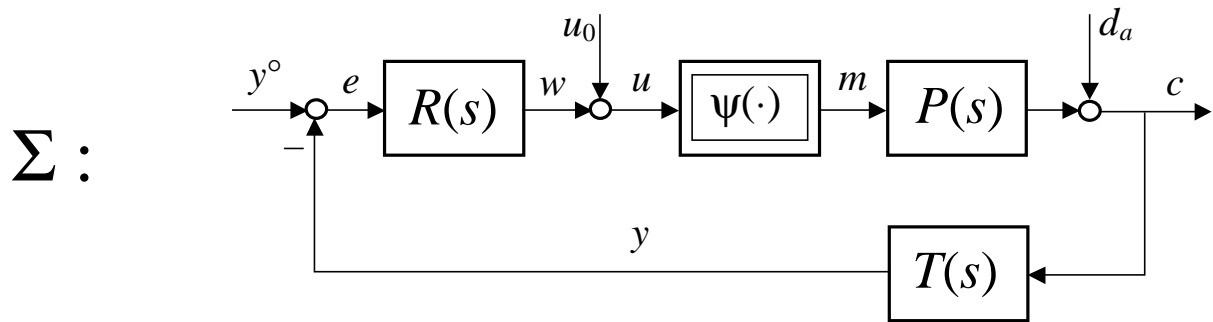 u₀ dₐ
y° e w u m c
R(s) ψ(·) P(s)
Σ :
−
y
T(s)